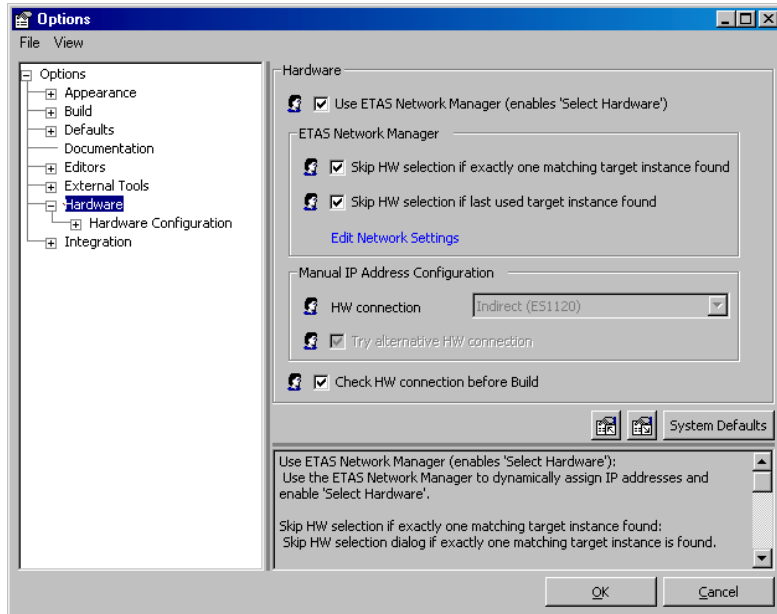 Options
File View
Options
Appearance
Build
Defaults
Documentation
Editors
External Tools
Hardware
Hardware Configuration
Integration
Hardware
Use ETAS Network Manager (enables 'Select Hardware')
ETAS Network Manager
Skip HW selection if exactly one matching target instance found
Skip HW selection if last used target instance found
Edit Network Settings
Manual IP Address Configuration
HW connection Indirect (ES1120)
Try alternative HW connection
Check HW connection before Build
System Defaults
Use ETAS Network Manager (enables 'Select Hardware'):
Use the ETAS Network Manager to dynamically assign IP addresses and
enable 'Select Hardware'.
Skip HW selection if exactly one matching target instance found:
Skip HW selection dialog if exactly one matching target instance is found.
OK Cancel